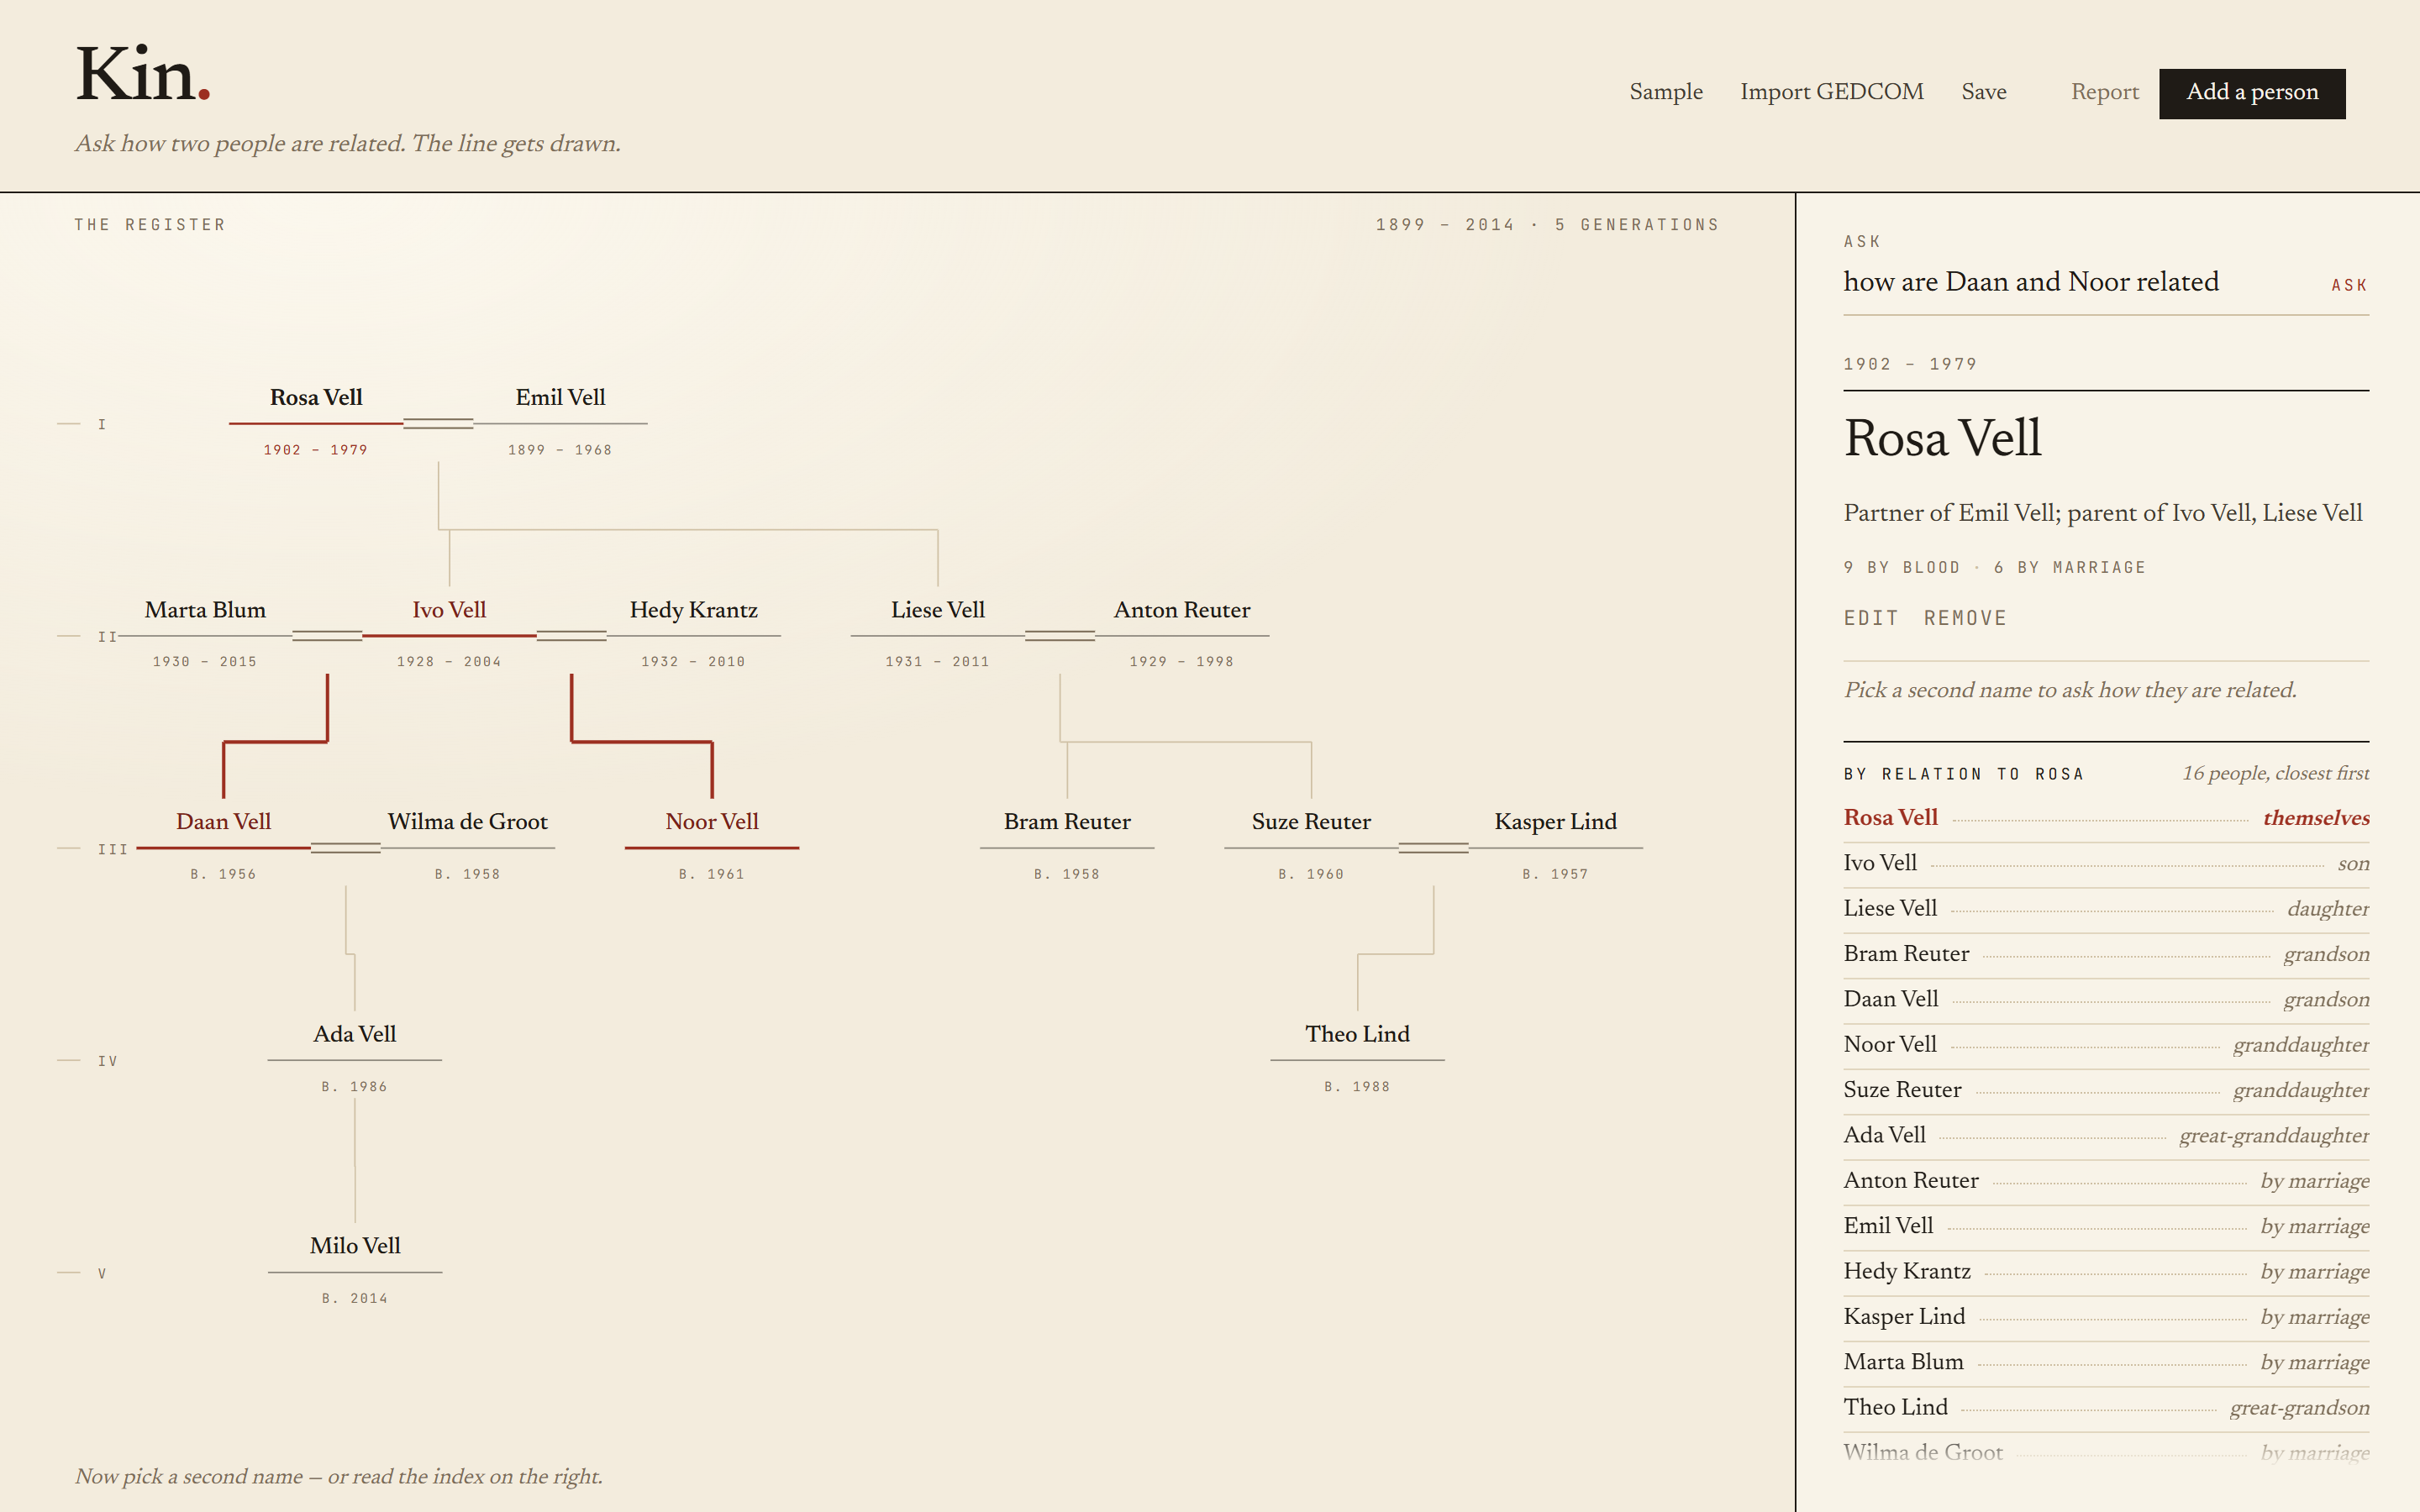 Kin.
Ask how two people are related. The line gets drawn.
Sample Import GEDCOM Save Report Add a person
THE REGISTER 1899 – 2014 · 5 GENERATIONS
Rosa Vell Emil Vell
I
1902 – 1979 1899 – 1968
Marta Blum Ivo Vell Hedy Krantz Liese Vell Anton Reuter
II
1930 – 2015 1928 – 2004 1932 – 2010 1931 – 2011 1929 – 1998
Daan Vell Wilma de Groot Noor Vell Bram Reuter Suze Reuter Kasper Lind
III
B. 1956 B. 1958 B. 1961 B. 1958 B. 1960 B. 1957
Ada Vell Theo Lind
IV
B. 1986 B. 1988
Milo Vell
V
B. 2014
Now pick a second name — or read the index on the right.
ASK
how are Daan and Noor related ASK
1902 – 1979
Rosa Vell
Partner of Emil Vell; parent of Ivo Vell, Liese Vell
9 BY BLOOD · 6 BY MARRIAGE
EDIT REMOVE
Pick a second name to ask how they are related.
BY RELATION TO ROSA 16 people, closest first
Rosa Vell themselves
Ivo Vell son
Liese Vell daughter
Bram Reuter grandson
Daan Vell grandson
Noor Vell granddaughter
Suze Reuter granddaughter
Ada Vell great-granddaughter
Anton Reuter by marriage
Emil Vell by marriage
Hedy Krantz by marriage
Kasper Lind by marriage
Marta Blum by marriage
Theo Lind great-grandson
Wilma de Groot by marriage